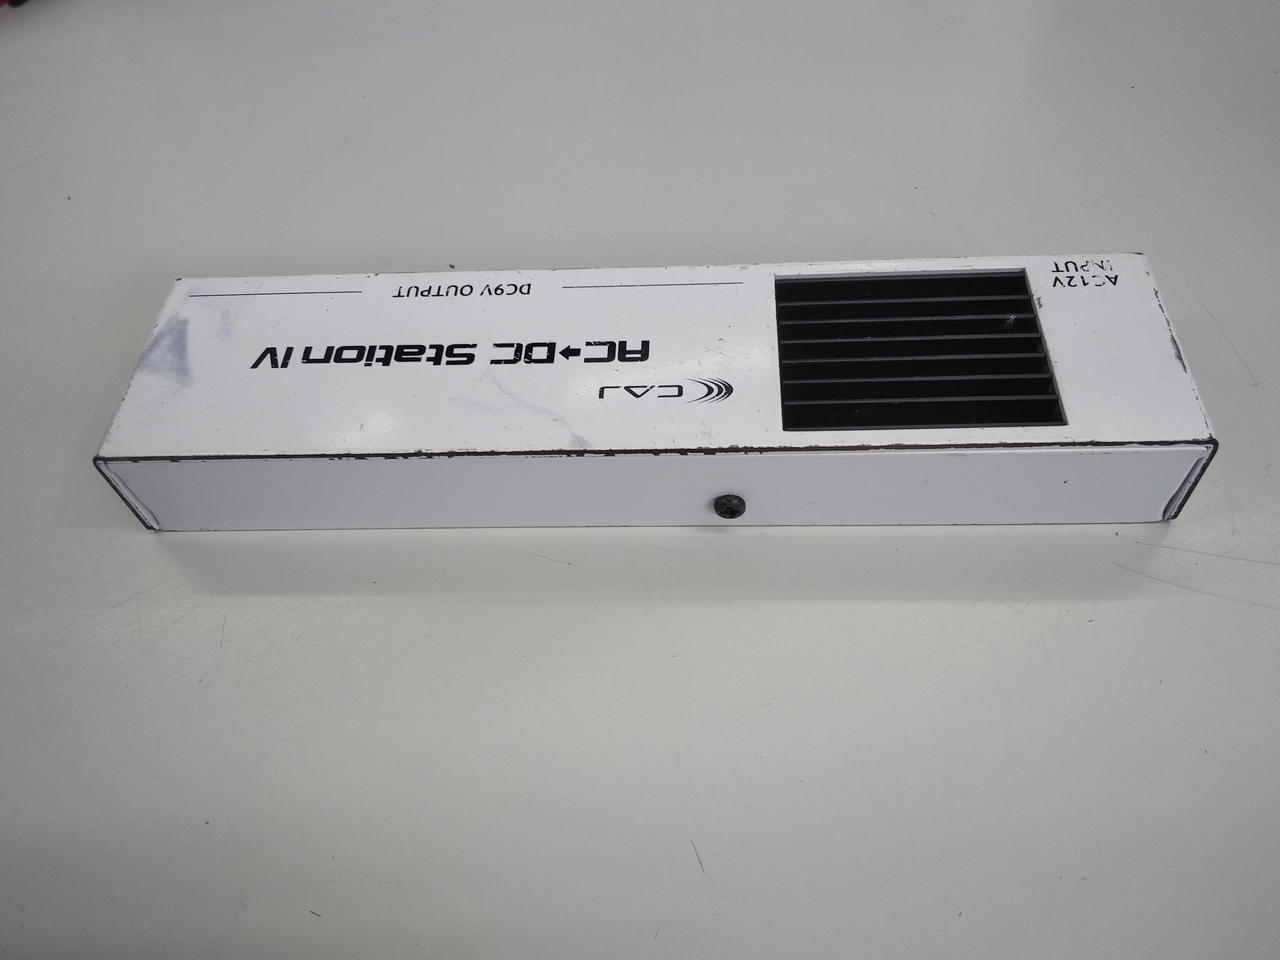 AC12V
INPUT
DC9V OUTPUT
CAJ
AC➔DC Station IV